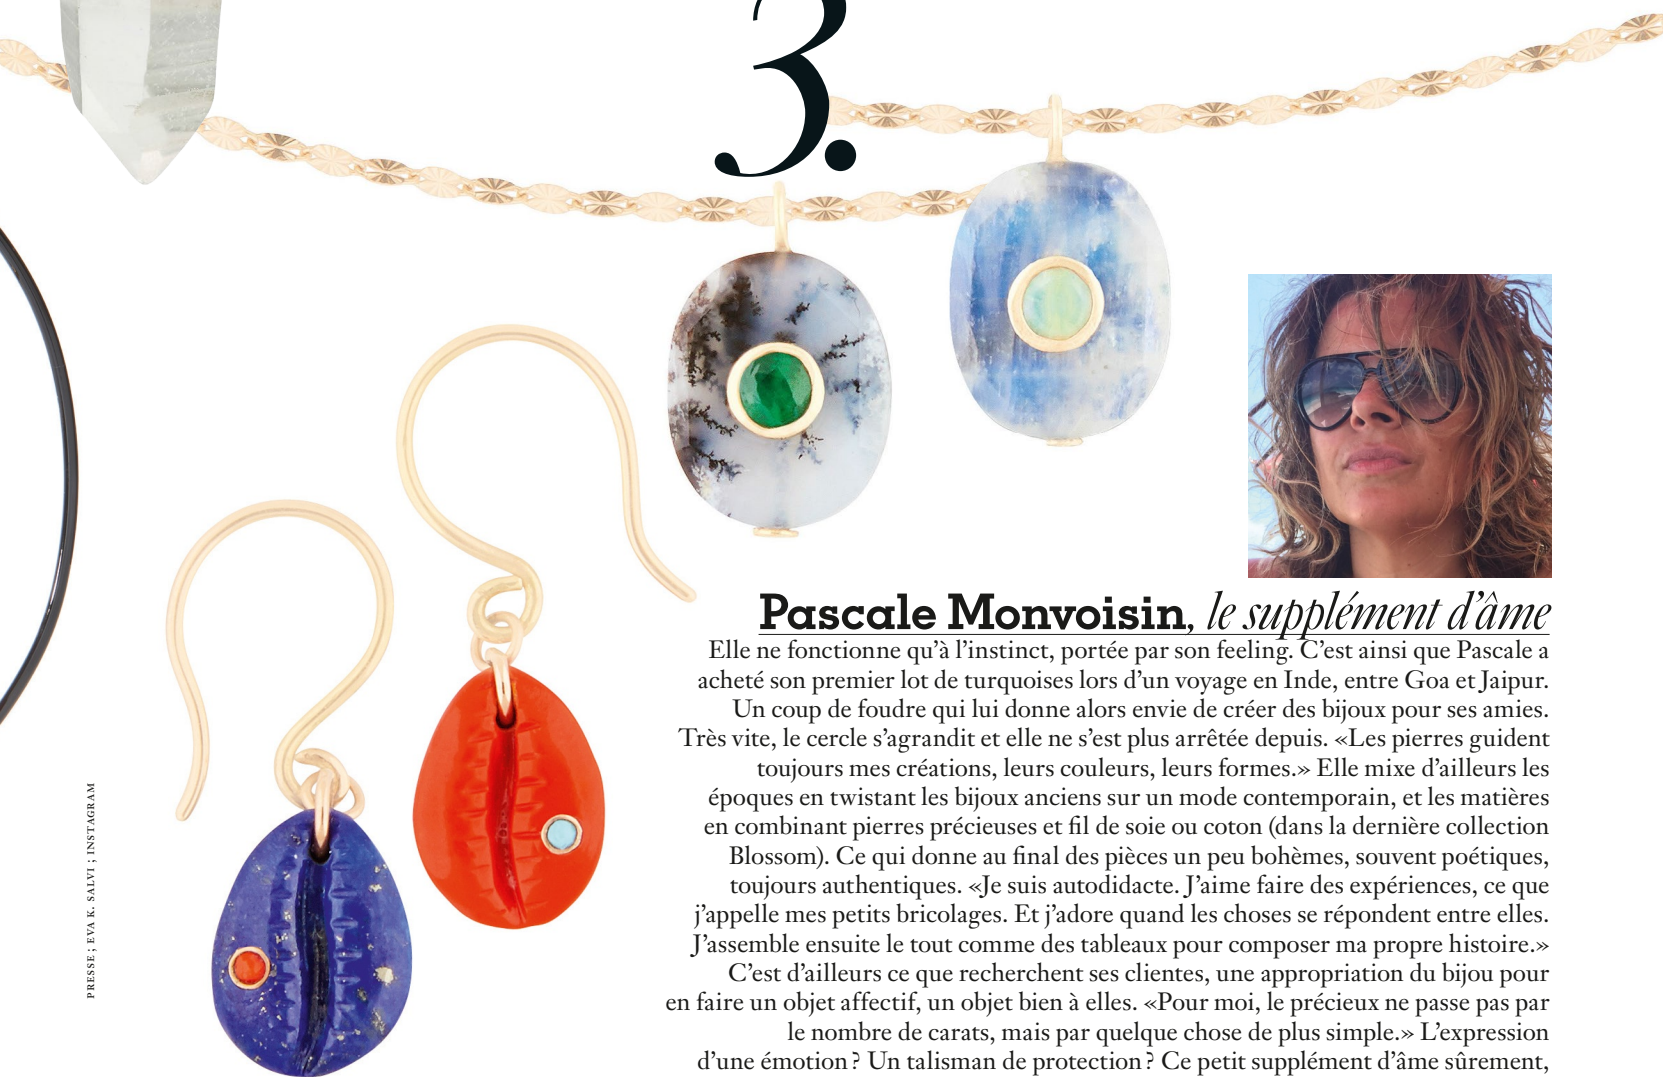 3.
Pascale Monvoisin, le supplément d’âme
Elle ne fonctionne qu’à l’instinct, portée par son feeling. C’est ainsi que Pascale a
acheté son premier lot de turquoises lors d’un voyage en Inde, entre Goa et Jaipur.
Un coup de foudre qui lui donne alors envie de créer des bijoux pour ses amies.
Très vite, le cercle s’agrandit et elle ne s’est plus arrêtée depuis. «Les pierres guident
toujours mes créations, leurs couleurs, leurs formes.» Elle mixe d’ailleurs les
époques en twistant les bijoux anciens sur un mode contemporain, et les matières
en combinant pierres précieuses et fil de soie ou coton (dans la dernière collection
Blossom). Ce qui donne au final des pièces un peu bohèmes, souvent poétiques,
toujours authentiques. «Je suis autodidacte. J’aime faire des expériences, ce que
j’appelle mes petits bricolages. Et j’adore quand les choses se répondent entre elles.
J’assemble ensuite le tout comme des tableaux pour composer ma propre histoire.»
C’est d’ailleurs ce que recherchent ses clientes, une appropriation du bijou pour
en faire un objet affectif, un objet bien à elles. «Pour moi, le précieux ne passe pas par
le nombre de carats, mais par quelque chose de plus simple.» L’expression
d’une émotion ? Un talisman de protection ? Ce petit supplément d’âme sûrement,
PRESSE ; EVA K. SALVI ; INSTAGRAM